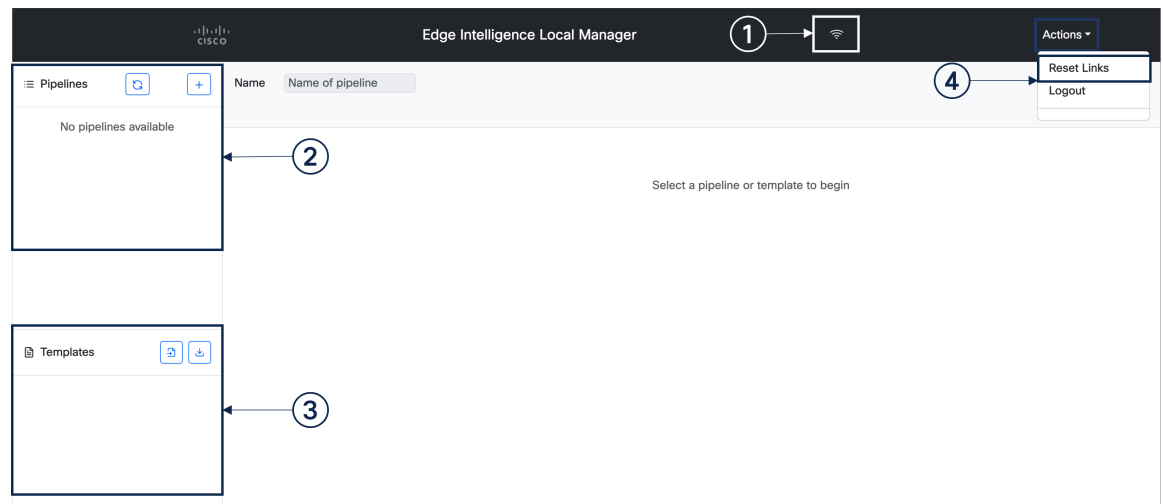 CISCO
Edge Intelligence Local Manager
1
Actions
Pipelines
Name
Name of pipeline
4
Reset Links
Logout
No pipelines available
2
Select a pipeline or template to begin
Templates
3